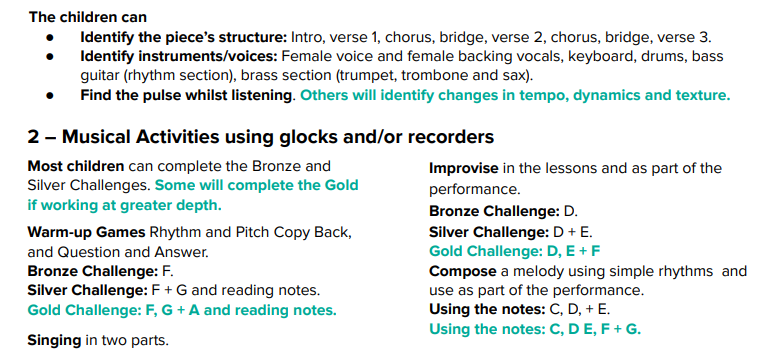 The children can
● Identify the piece’s structure: Intro, verse 1, chorus, bridge, verse 2, chorus, bridge, verse 3.
● Identify instruments/voices: Female voice and female backing vocals, keyboard, drums, bass
guitar (rhythm section), brass section (trumpet, trombone and sax).
● Find the pulse whilst listening. Others will identify changes in tempo, dynamics and texture.
2 – Musical Activities using glocks and/or recorders
Most children can complete the Bronze and
Silver Challenges. Some will complete the Gold
if working at greater depth.
Warm-up Games Rhythm and Pitch Copy Back,
and Question and Answer.
Bronze Challenge: F.
Silver Challenge: F + G and reading notes.
Gold Challenge: F, G + A and reading notes.
Singing in two parts.
Improvise in the lessons and as part of the
performance.
Bronze Challenge: D.
Silver Challenge: D + E.
Gold Challenge: D, E + F
Compose a melody using simple rhythms and
use as part of the performance.
Using the notes: C, D, + E.
Using the notes: C, D E, F + G.